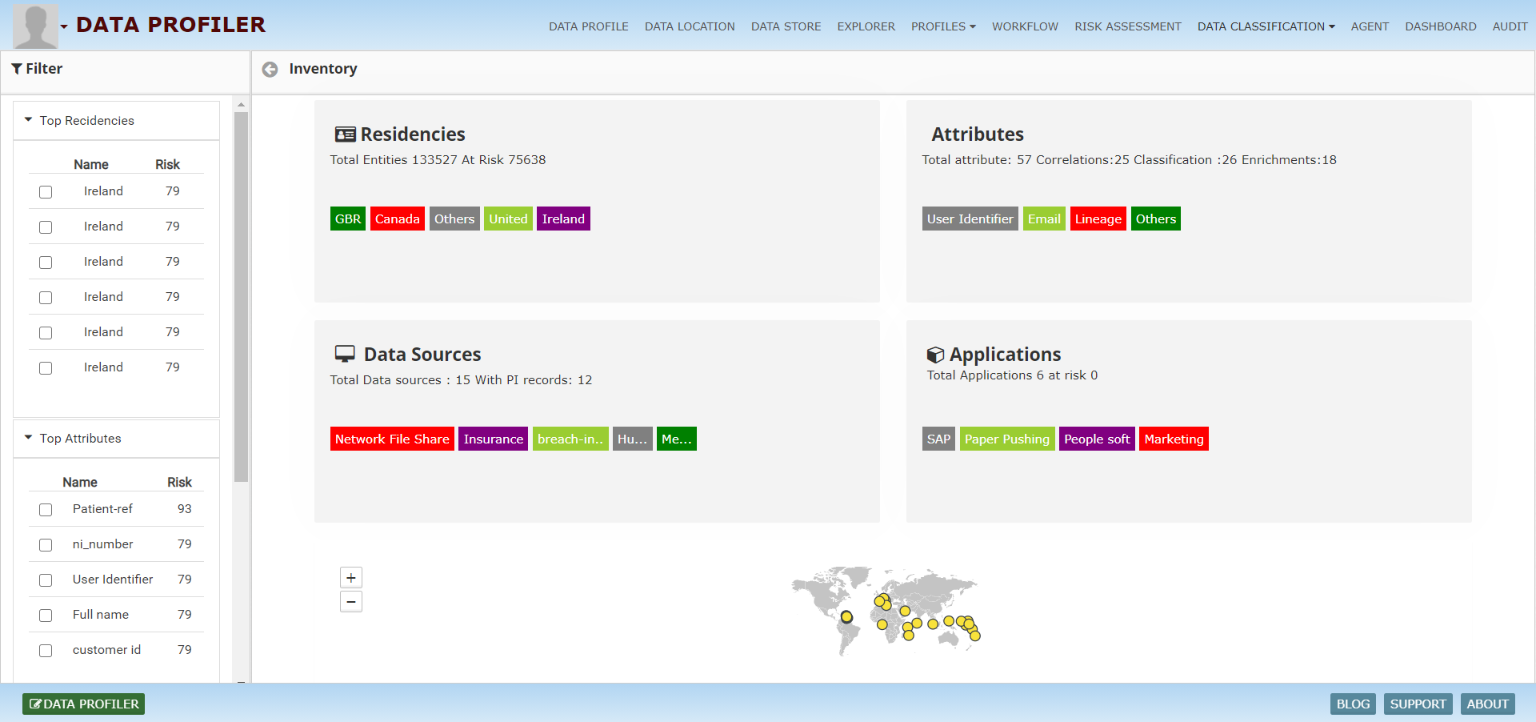 DATA PROFILER
DATA PROFILE DATA LOCATION DATA STORE EXPLORER PROFILES WORKFLOW RISK ASSESSMENT DATA CLASSIFICATION AGENT DASHBOARD AUDIT
Filter
Top Recidencies
Name Risk
Ireland 79
Ireland 79
Ireland 79
Ireland 79
Ireland 79
Ireland 79
Top Attributes
Name Risk
Patient-ref 93
ni_number 79
User Identifier 79
Full name 79
customer id 79
Inventory
Residencies
Total Entities 133527 At Risk 75638
GBR Canada Others United Ireland
Attributes
Total attribute: 57 Correlations:25 Classification :26 Enrichments:18
User Identifier Email Lineage Others
Data Sources
Total Data sources : 15 With PI records: 12
Network File Share Insurance breach-in.. Hu... Me...
Applications
Total Applications 6 at risk 0
SAP Paper Pushing People soft Marketing
+
−
DATA PROFILER
BLOG SUPPORT ABOUT